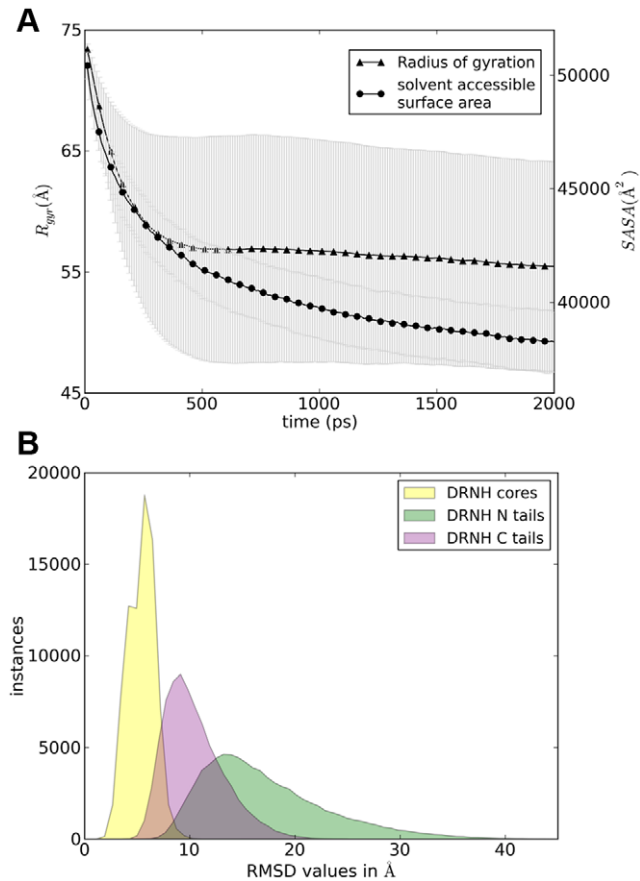 A
75
65
55
45
R_gyr(Å)
Radius of gyration
solvent accessible
surface area
50000
45000
40000
SASA(Å²)
0 500 1000 1500 2000
time (ps)
B
20000
15000
10000
5000
0
instances
DRNH cores
DRNH N tails
DRNH C tails
0 10 20 30 40
RMSD values in Å